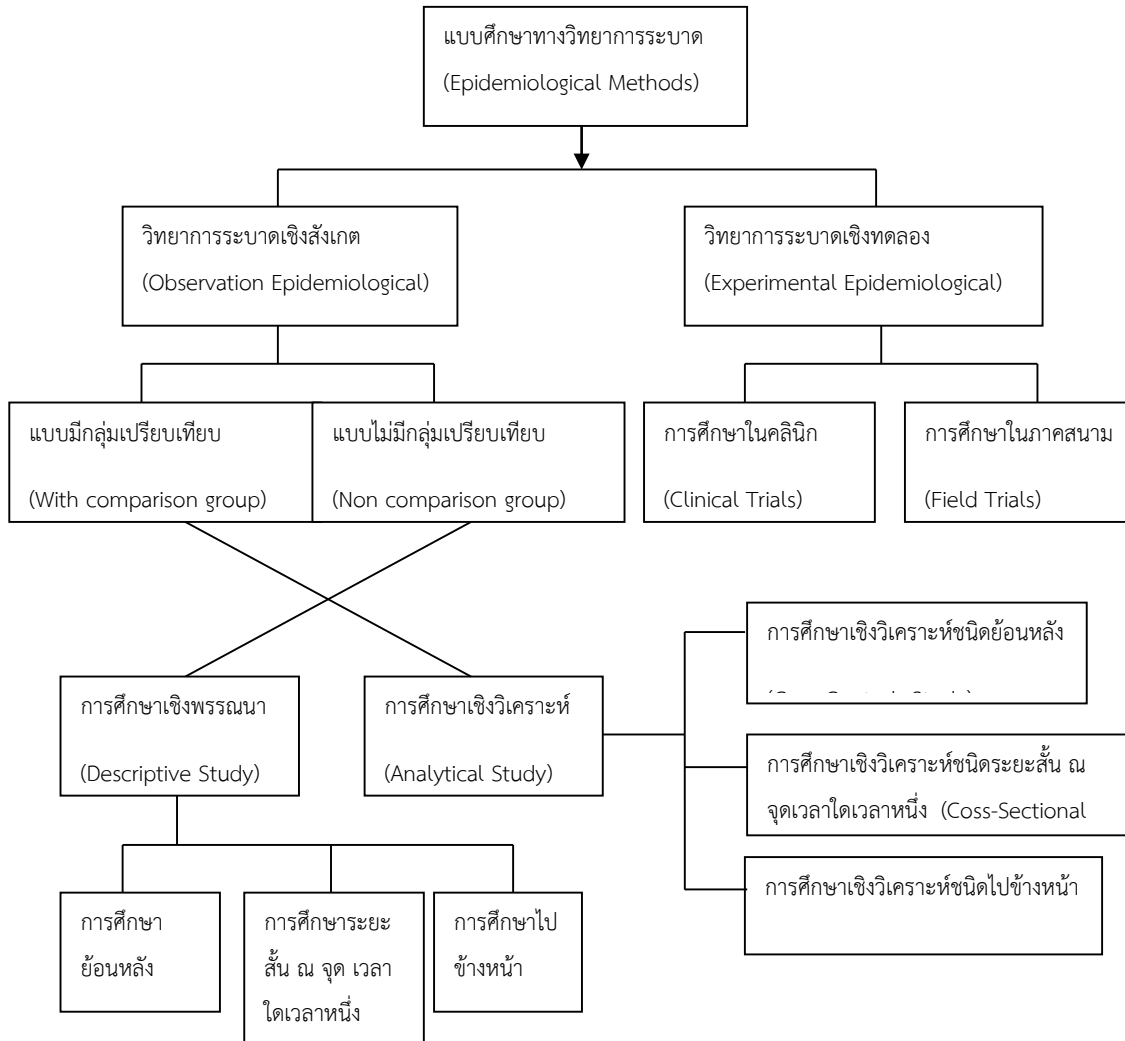 แบบศึกษาทางวิทยาการระบาด
(Epidemiological Methods)
วิทยาการระบาดเชิงสังเกต
(Observation Epidemiological)
วิทยาการระบาดเชิงทดลอง
(Experimental Epidemiological)
แบบมีกลุ่มเปรียบเทียบ
(With comparison group)
แบบไม่มีกลุ่มเปรียบเทียบ
(Non comparison group)
การศึกษาในคลินิก
(Clinical Trials)
การศึกษาในภาคสนาม
(Field Trials)
การศึกษาเชิงพรรณนา
(Descriptive Study)
การศึกษาเชิงวิเคราะห์
(Analytical Study)
การศึกษาเชิงวิเคราะห์ชนิดย้อนหลัง
การศึกษาเชิงวิเคราะห์ชนิดระยะสั้น ณ
จุดเวลาใดเวลาหนึ่ง (Coss-Sectional
การศึกษาเชิงวิเคราะห์ชนิดไปข้างหน้า
การศึกษา
ย้อนหลัง
การศึกษาระยะ
สั้น ณ จุด เวลา
ใดเวลาหนึ่ง
การศึกษาไป
ข้างหน้า